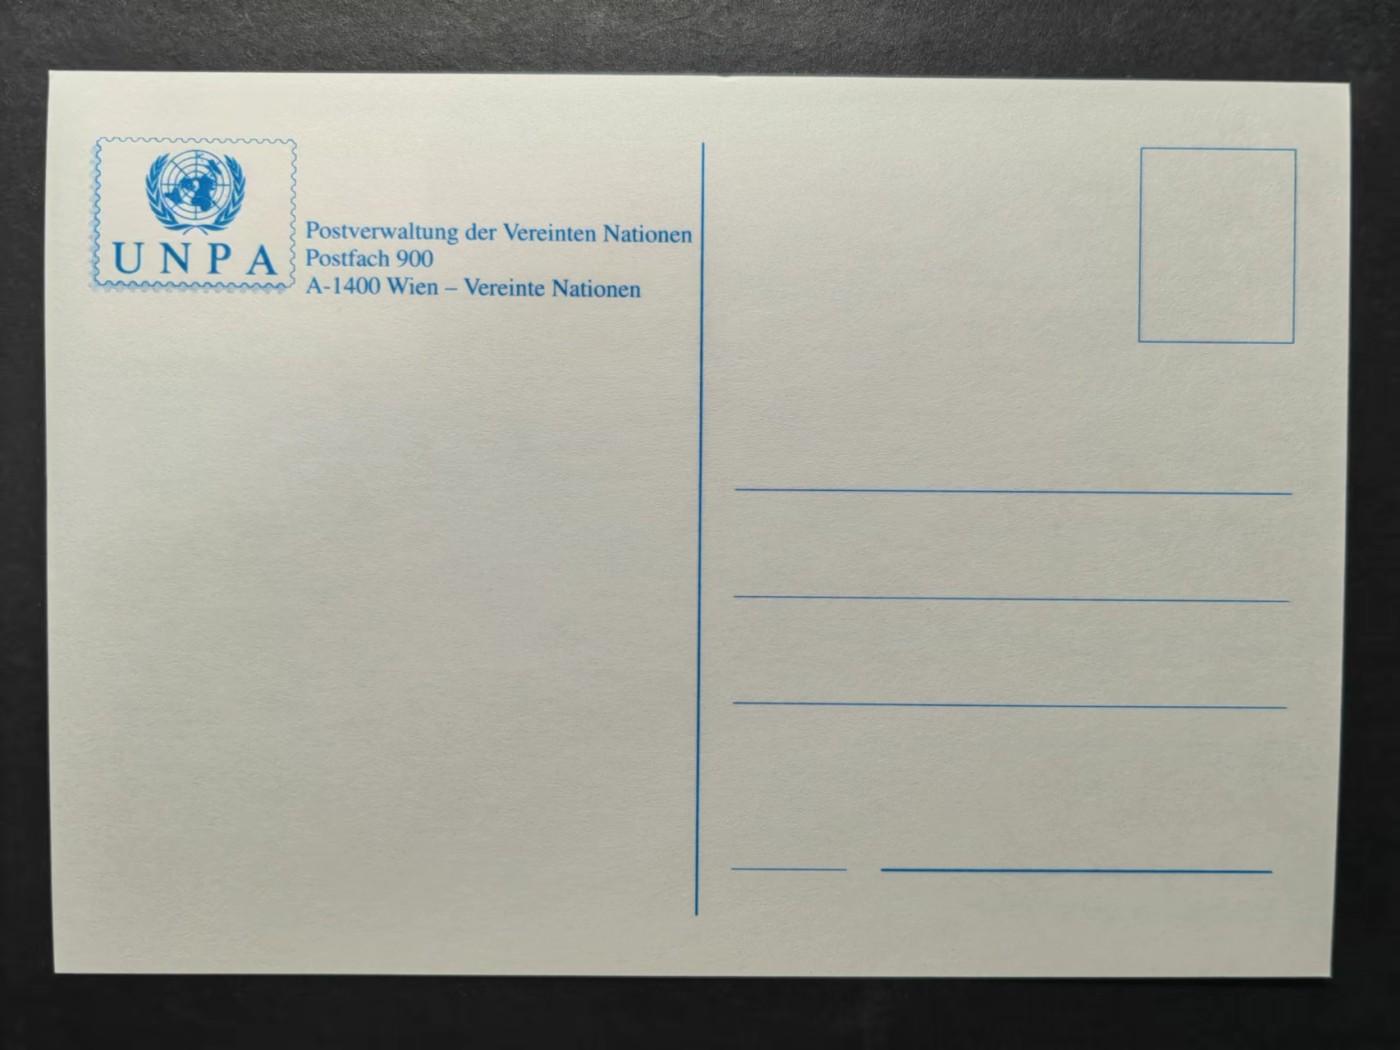 UNPA
Postverwaltung der Vereinten Nationen
Postfach 900
A-1400 Wien – Vereinte Nationen